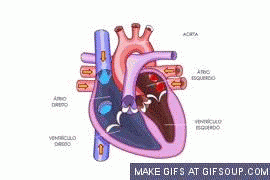 AORTA
ÁTRIO
ESQUERDO
ÁTRIO
DIREITO
VENTRÍCULO
ESQUERDO
VENTRÍCULO
DIREITO
MAKE GIFS AT GIFSOUP.COM